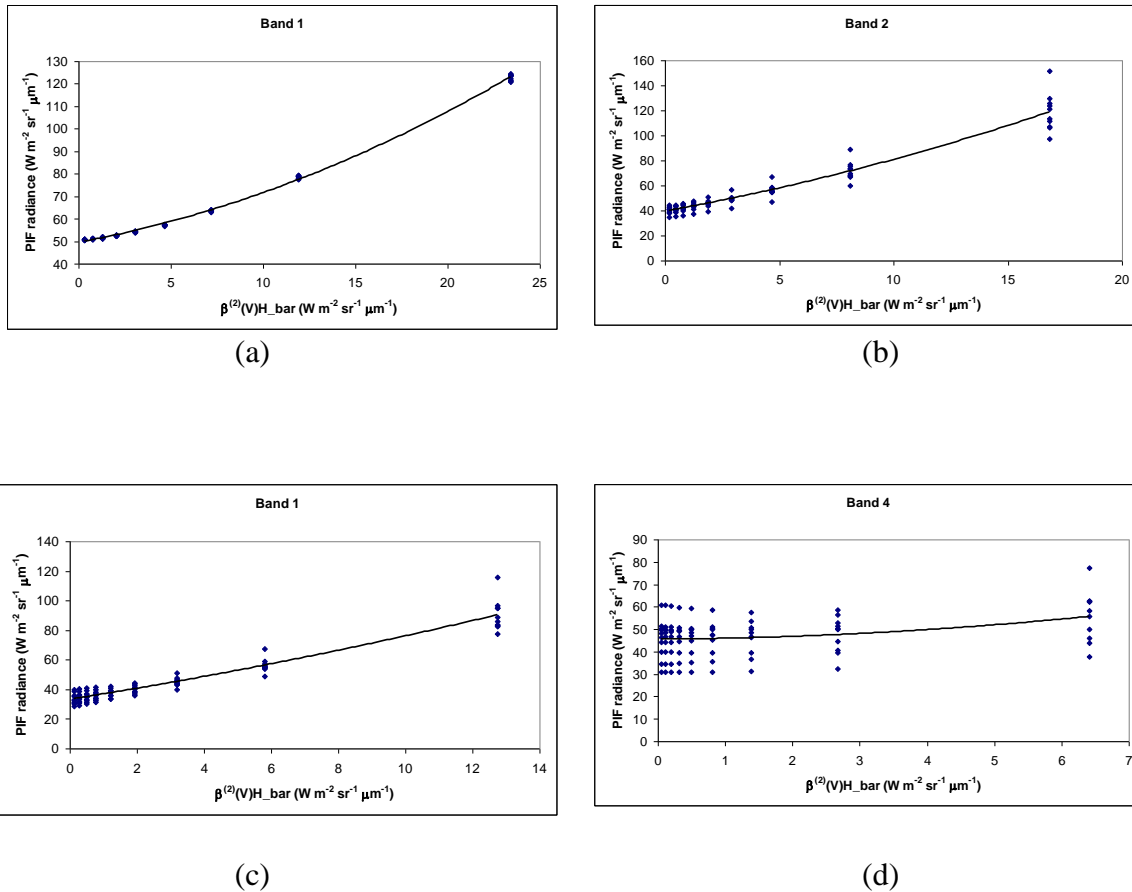 Band 1
PIF radiance (W m-2 sr-1 μm-1)
130
120
110
100
90
80
70
60
50
40
0 5 10 15 20 25
β(2)(V)H_bar (W m-2 sr-1 μm-1)
(a)
Band 2
PIF radiance (W m-2 sr-1 μm-1)
160
140
120
100
80
60
40
20
0
0 5 10 15 20
β(2)(V)H_bar (W m-2 sr-1 μm-1)
(b)
Band 1
PIF radiance (W m-2 sr-1 μm-1)
140
120
100
80
60
40
20
0
0 2 4 6 8 10 12 14
β(2)(V)H_bar (W m-2 sr-1 μm-1)
(c)
Band 4
PIF radiance (W m-2 sr-1 μm-1)
90
80
70
60
50
40
30
20
10
0
0 1 2 3 4 5 6 7
β(2)(V)H_bar (W m-2 sr-1 μm-1)
(d)